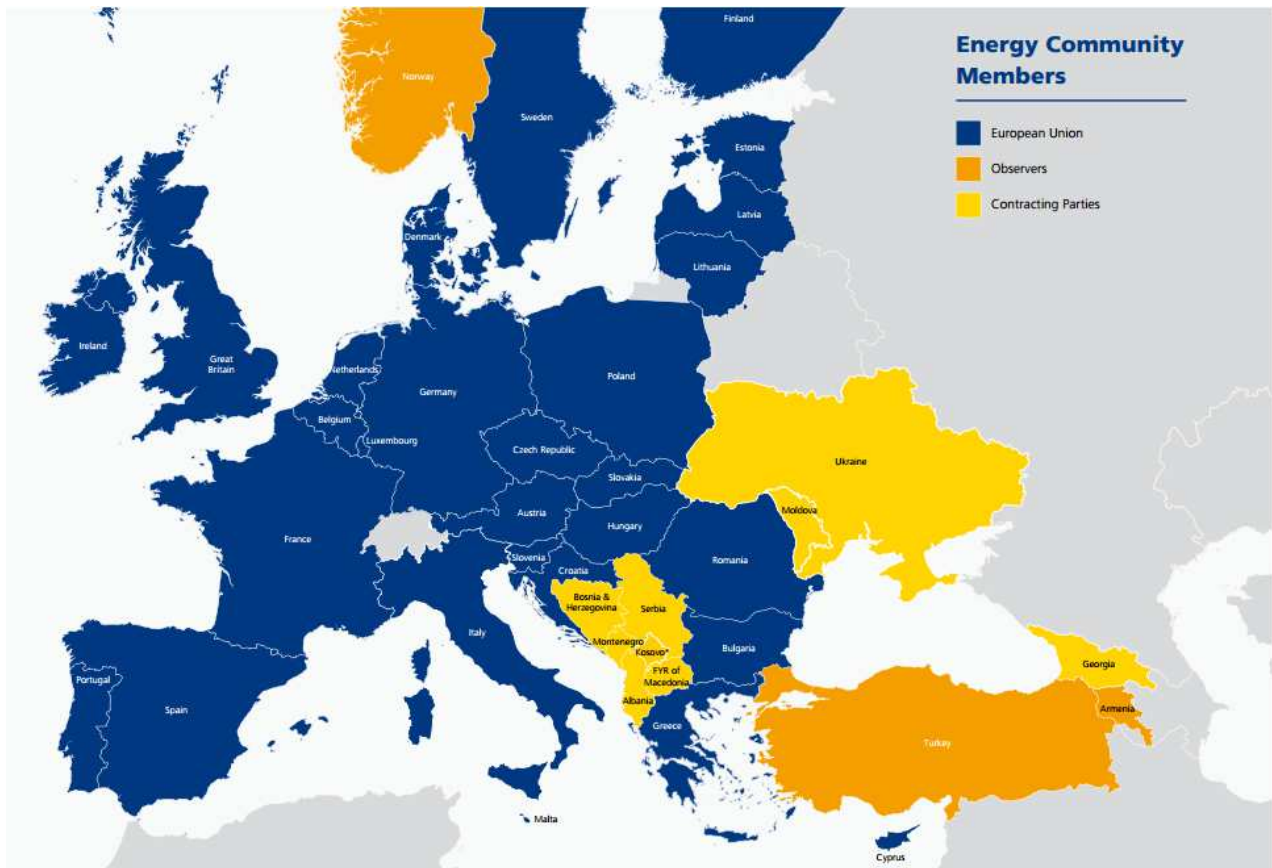 Energy Community
Members
European Union
Observers
Contracting Parties
Finland
Norway
Sweden
Estonia
Latvia
Denmark
Lithuania
Ireland
Great
Britain
Netherlands
Poland
Germany
Belgium
Luxembourg
Czech Republic
Ukraine
Slovakia
Moldova
Austria
Hungary
France
Romania
Slovenia
Croatia
Bosnia &
Herzegovina
Serbia
Italy
Montenegro
Kosovo*
Bulgaria
Georgia
FYR of
Macedonia
Portugal
Albania
Armenia
Spain
Greece
Turkey
Malta
Cyprus